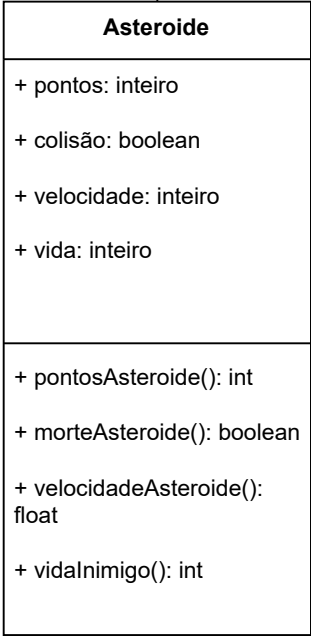 Asteroide
+ pontos: inteiro
+ colisão: boolean
+ velocidade: inteiro
+ vida: inteiro
+ pontosAsteroide(): int
+ morteAsteroide(): boolean
+ velocidadeAsteroide():
float
+ vidaInimigo(): int